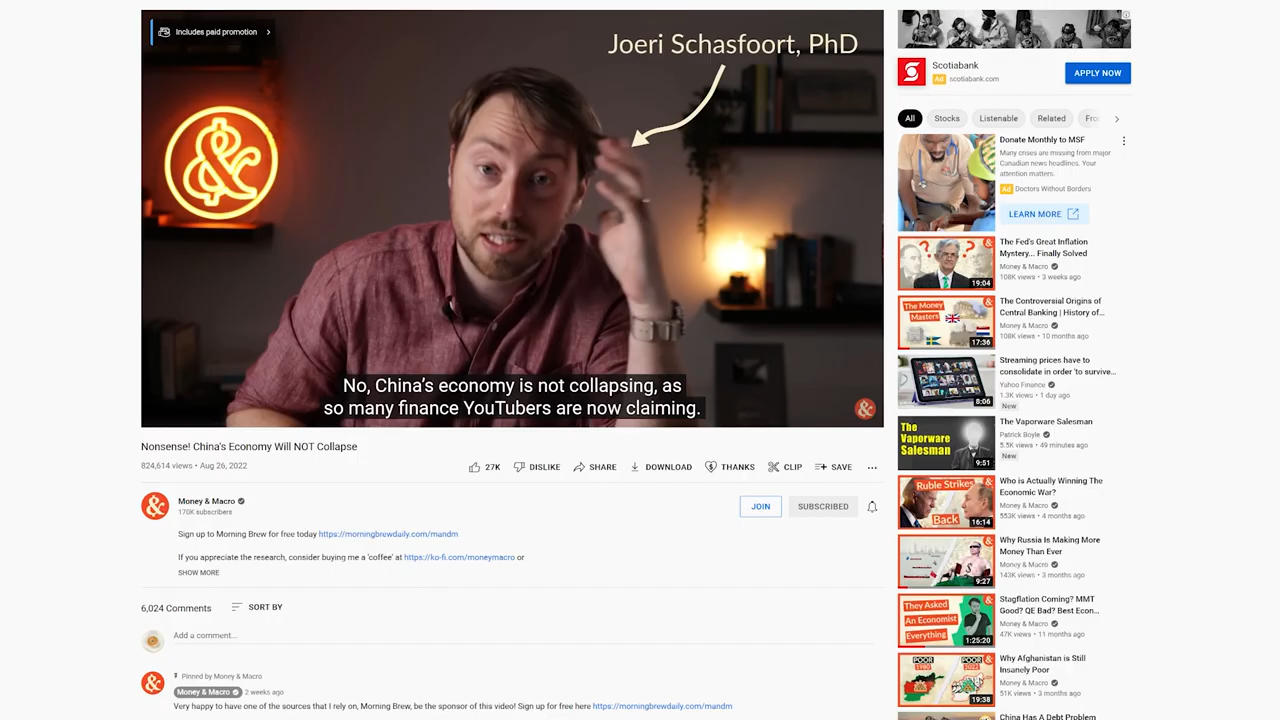 Includes paid promotion
Joeri Schasfoort, PhD
No, China's economy is not collapsing, as
so many finance YouTubers are now claiming.
Nonsense! China's Economy Will NOT Collapse
824,614 views • Aug 26, 2022
27K
DISLIKE
SHARE
DOWNLOAD
THANKS
CLIP
SAVE
Money & Macro
170K subscribers
JOIN
SUBSCRIBED
Sign up to Morning Brew for free today https://morningbrewdaily.com/mandm
If you appreciate the research, consider buying me a 'coffee' at https://ko-fi.com/moneymacro or
SHOW MORE
6,024 Comments
SORT BY
Add a comment...
Pinned by Money & Macro
Money & Macro 2 weeks ago
Very happy to have one of the sources that I rely on, Morning Brew, be the sponsor of this video! Sign up for free here https://morningbrewdaily.com/mandm
Scotiabank
Ad scotiabank.com
APPLY NOW
All
Stocks
Listenable
Related
Fro
Donate Monthly to MSF
Many crises are missing from major
Canadian news headlines. Your
attention matters.
Ad Doctors Without Borders
LEARN MORE
19:04
The Fed's Great Inflation
Mystery... Finally Solved
Money & Macro
108K views • 3 weeks ago
The Money
Masters
17:36
The Controversial Origins of
Central Banking | History of...
Money & Macro
108K views • 10 months ago
8:06
Streaming prices have to
consolidate in order 'to survive...
Yahoo Finance
1.3K views • 1 day ago
New
The
Vaporware
Salesman
9:51
The Vaporware Salesman
Patrick Boyle
5.5K views • 49 minutes ago
New
Ruble Strikes
Back
16:14
Who is Actually Winning The
Economic War?
Money & Macro
553K views • 4 months ago
9:27
Why Russia Is Making More
Money Than Ever
Money & Macro
143K views • 3 months ago
They Asked
An Economist
Everything
1:25:20
Stagflation Coming? MMT
Good? QE Bad? Best Econ...
Money & Macro
47K views • 11 months ago
POOR
1980
POOR
2022
19:38
Why Afghanistan is Still
Insanely Poor
Money & Macro
51K views • 3 months ago
China Has A Debt Problem